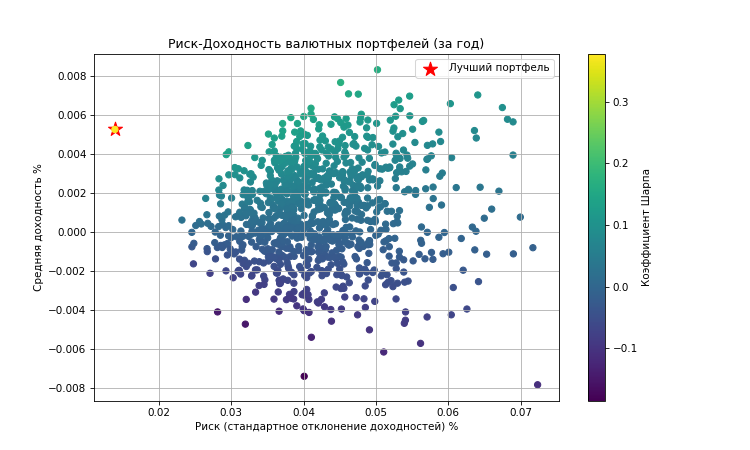 Риск-Доходность валютных портфелей (за год)
Лучший портфель
Средняя доходность %
0.008
0.006
0.004
0.002
0.000
−0.002
−0.004
−0.006
−0.008
0.02 0.03 0.04 0.05 0.06 0.07
Риск (стандартное отклонение доходностей) %
0.3
0.2
0.1
0.0
−0.1
Коэффициент Шарпа